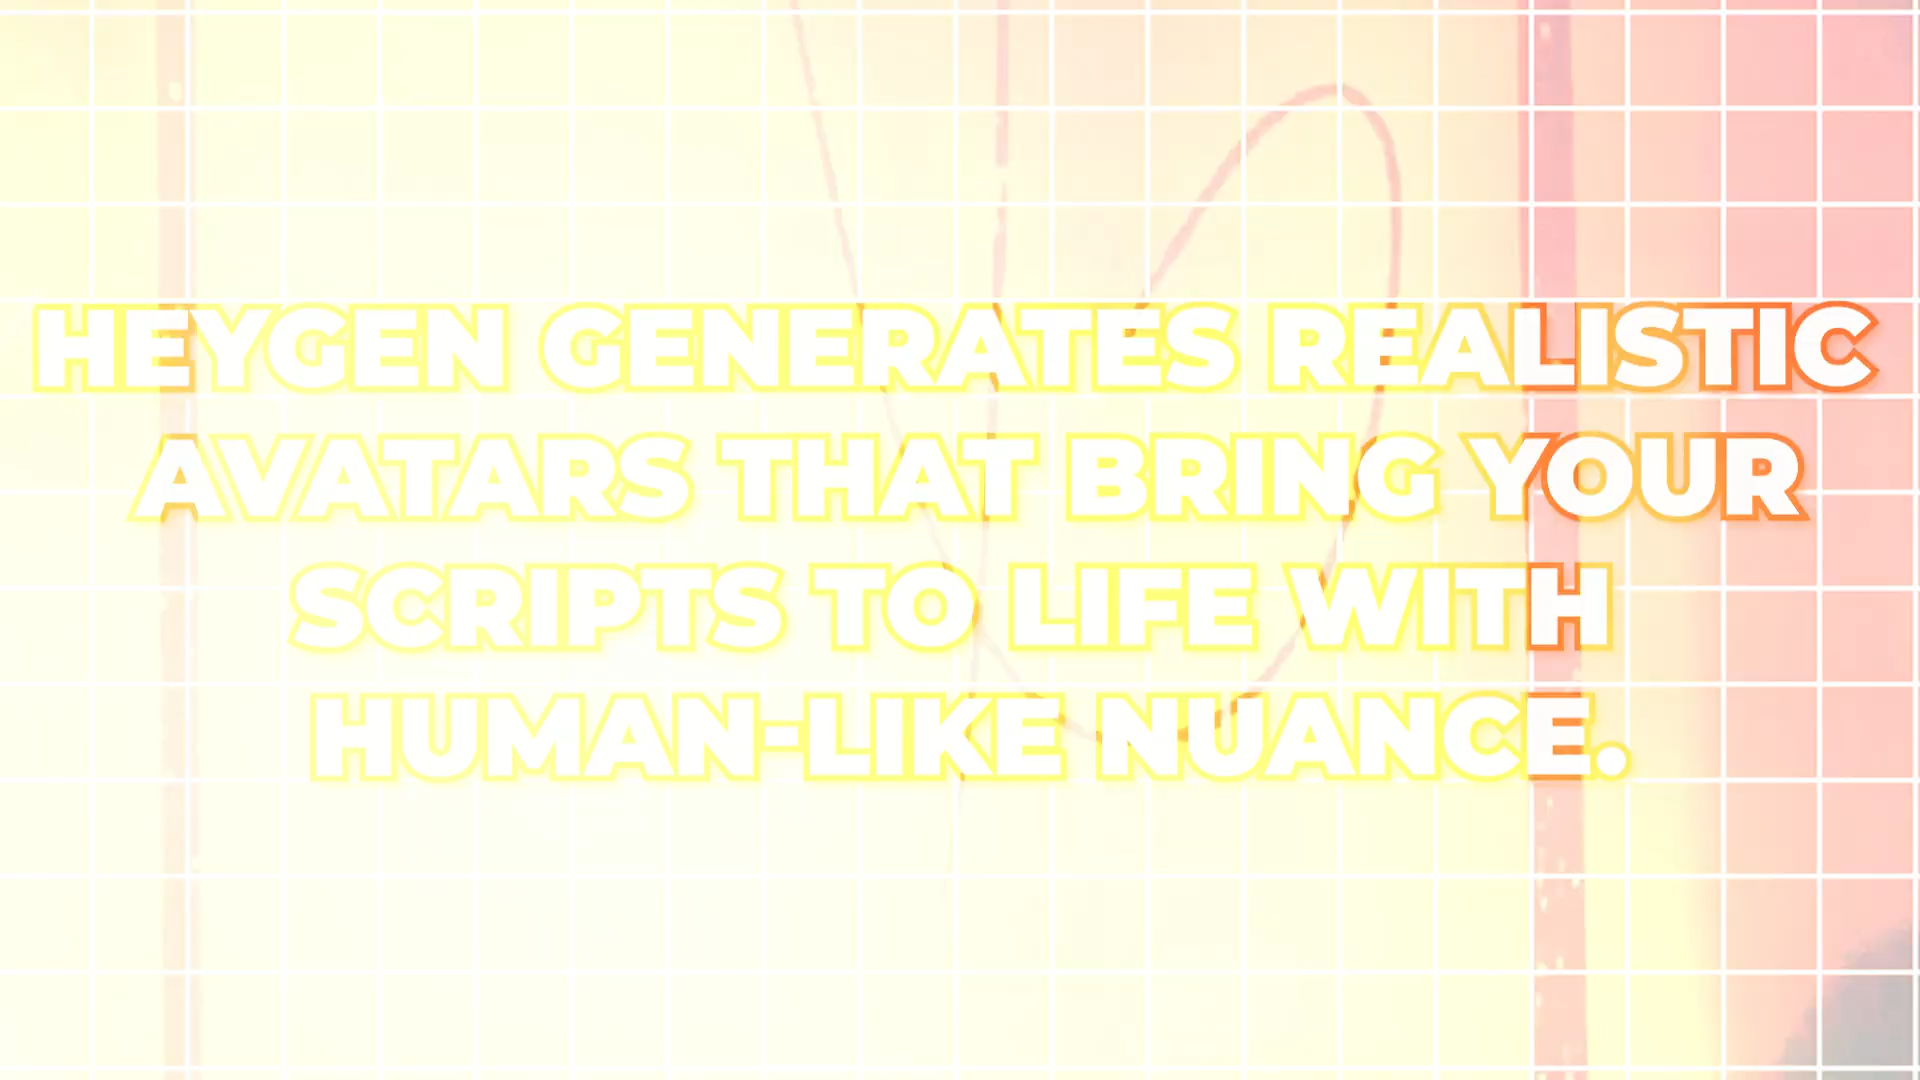 HEYGEN GENERATES REALISTIC
AVATARS THAT BRING YOUR
SCRIPTS TO LIFE WITH
HUMAN-LIKE NUANCE.